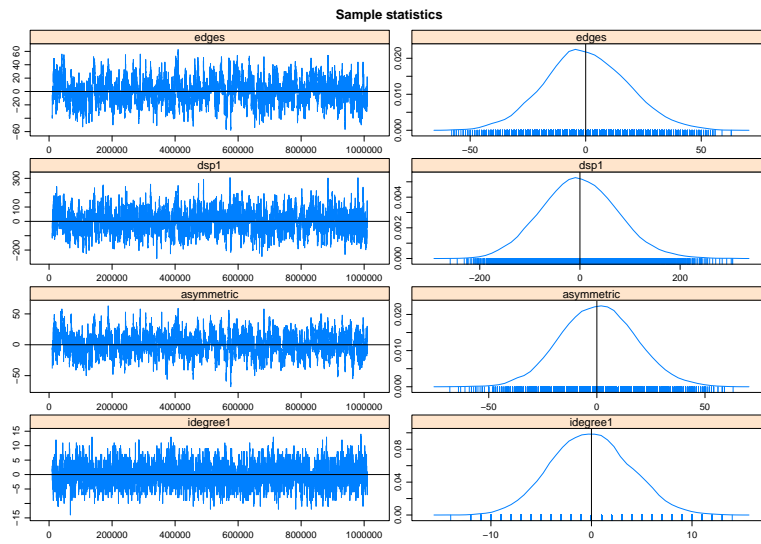 Sample statistics
edges
edges
−60 −20 0 20 40 60
0.000 0.010 0.020
0 200000 400000 600000 800000 1000000
−50 0 50
dsp1
dsp1
−200 0 100 300
0.000 0.002 0.004
0 200000 400000 600000 800000 1000000
−200 0 200
asymmetric
asymmetric
−50 0 50
0.000 0.010 0.020
0 200000 400000 600000 800000 1000000
−50 0 50
idegree1
idegree1
−15 −5 0 5 10 15
0.00 0.04 0.08
0 200000 400000 600000 800000 1000000
−10 0 10